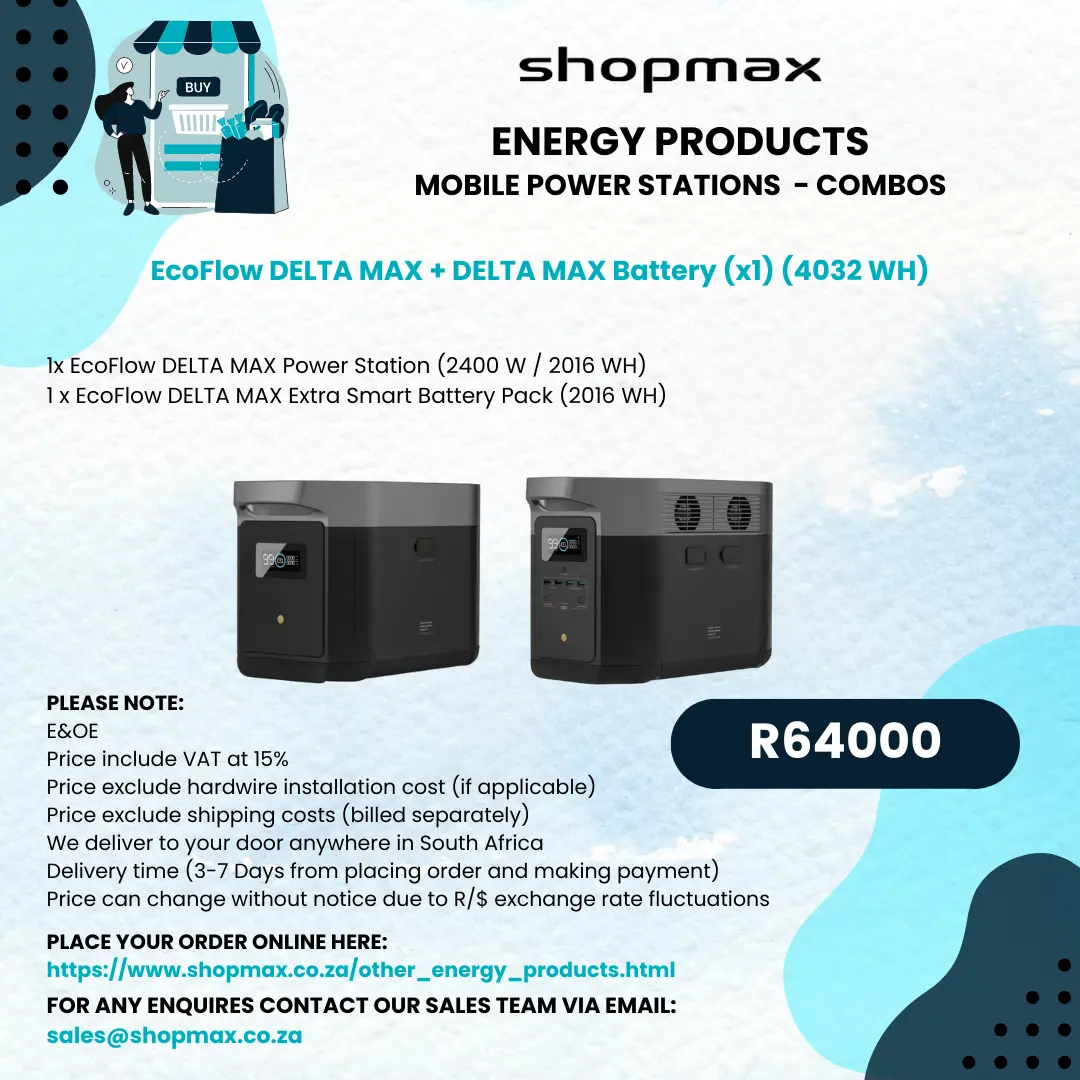 BUY
shopmax
ENERGY PRODUCTS
MOBILE POWER STATIONS - COMBOS
EcoFlow DELTA MAX + DELTA MAX Battery (x1) (4032 WH)
1x EcoFlow DELTA MAX Power Station (2400 W / 2016 WH)
1 x EcoFlow DELTA MAX Extra Smart Battery Pack (2016 WH)
99
99
PLEASE NOTE:
E&OE
Price include VAT at 15%
Price exclude hardwire installation cost (if applicable)
Price exclude shipping costs (billed separately)
We deliver to your door anywhere in South Africa
Delivery time (3-7 Days from placing order and making payment)
Price can change without notice due to R/$ exchange rate fluctuations
R64000
PLACE YOUR ORDER ONLINE HERE:
https://www.shopmax.co.za/other_energy_products.html
FOR ANY ENQUIRES CONTACT OUR SALES TEAM VIA EMAIL:
sales@shopmax.co.za